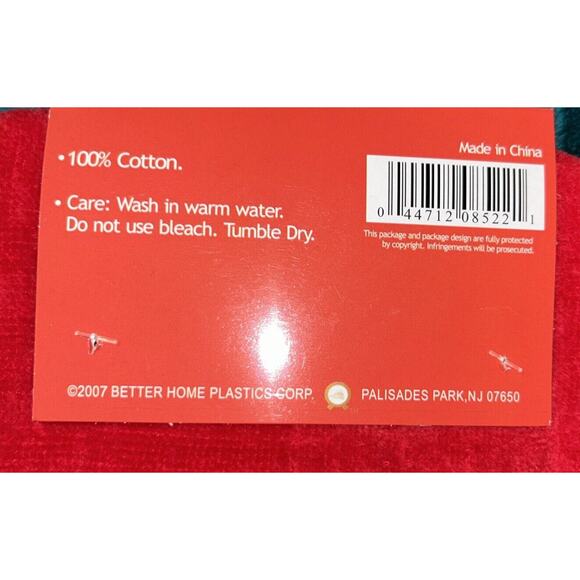 •100% Cotton.
• Care: Wash in warm water.
Do not use bleach. Tumble Dry.
Made in China
0 44712 08522 1
This package and package design are fully protected
by copyright. Infringements will be prosecuted.
©2007 BETTER HOME PLASTICS CORP. PALISADES PARK,NJ 07650